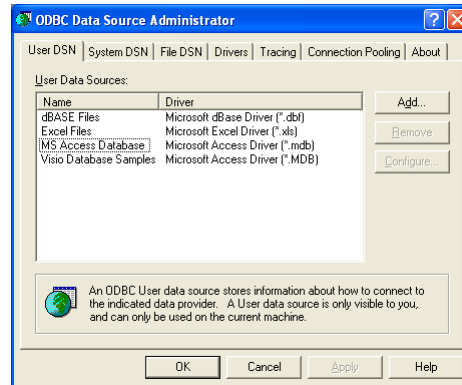 ODBC Data Source Administrator
User DSN System DSN File DSN Drivers Tracing Connection Pooling About
User Data Sources:
Name Driver
dBASE Files Microsoft dBase Driver (*.dbf)
Excel Files Microsoft Excel Driver (*.xls)
MS Access Database Microsoft Access Driver (*.mdb)
Visio Database Samples Microsoft Access Driver (*.MDB)
Add...
Remove
Configure...
An ODBC User data source stores information about how to connect to
the indicated data provider. A User data source is only visible to you,
and can only be used on the current machine.
OK Cancel Apply Help